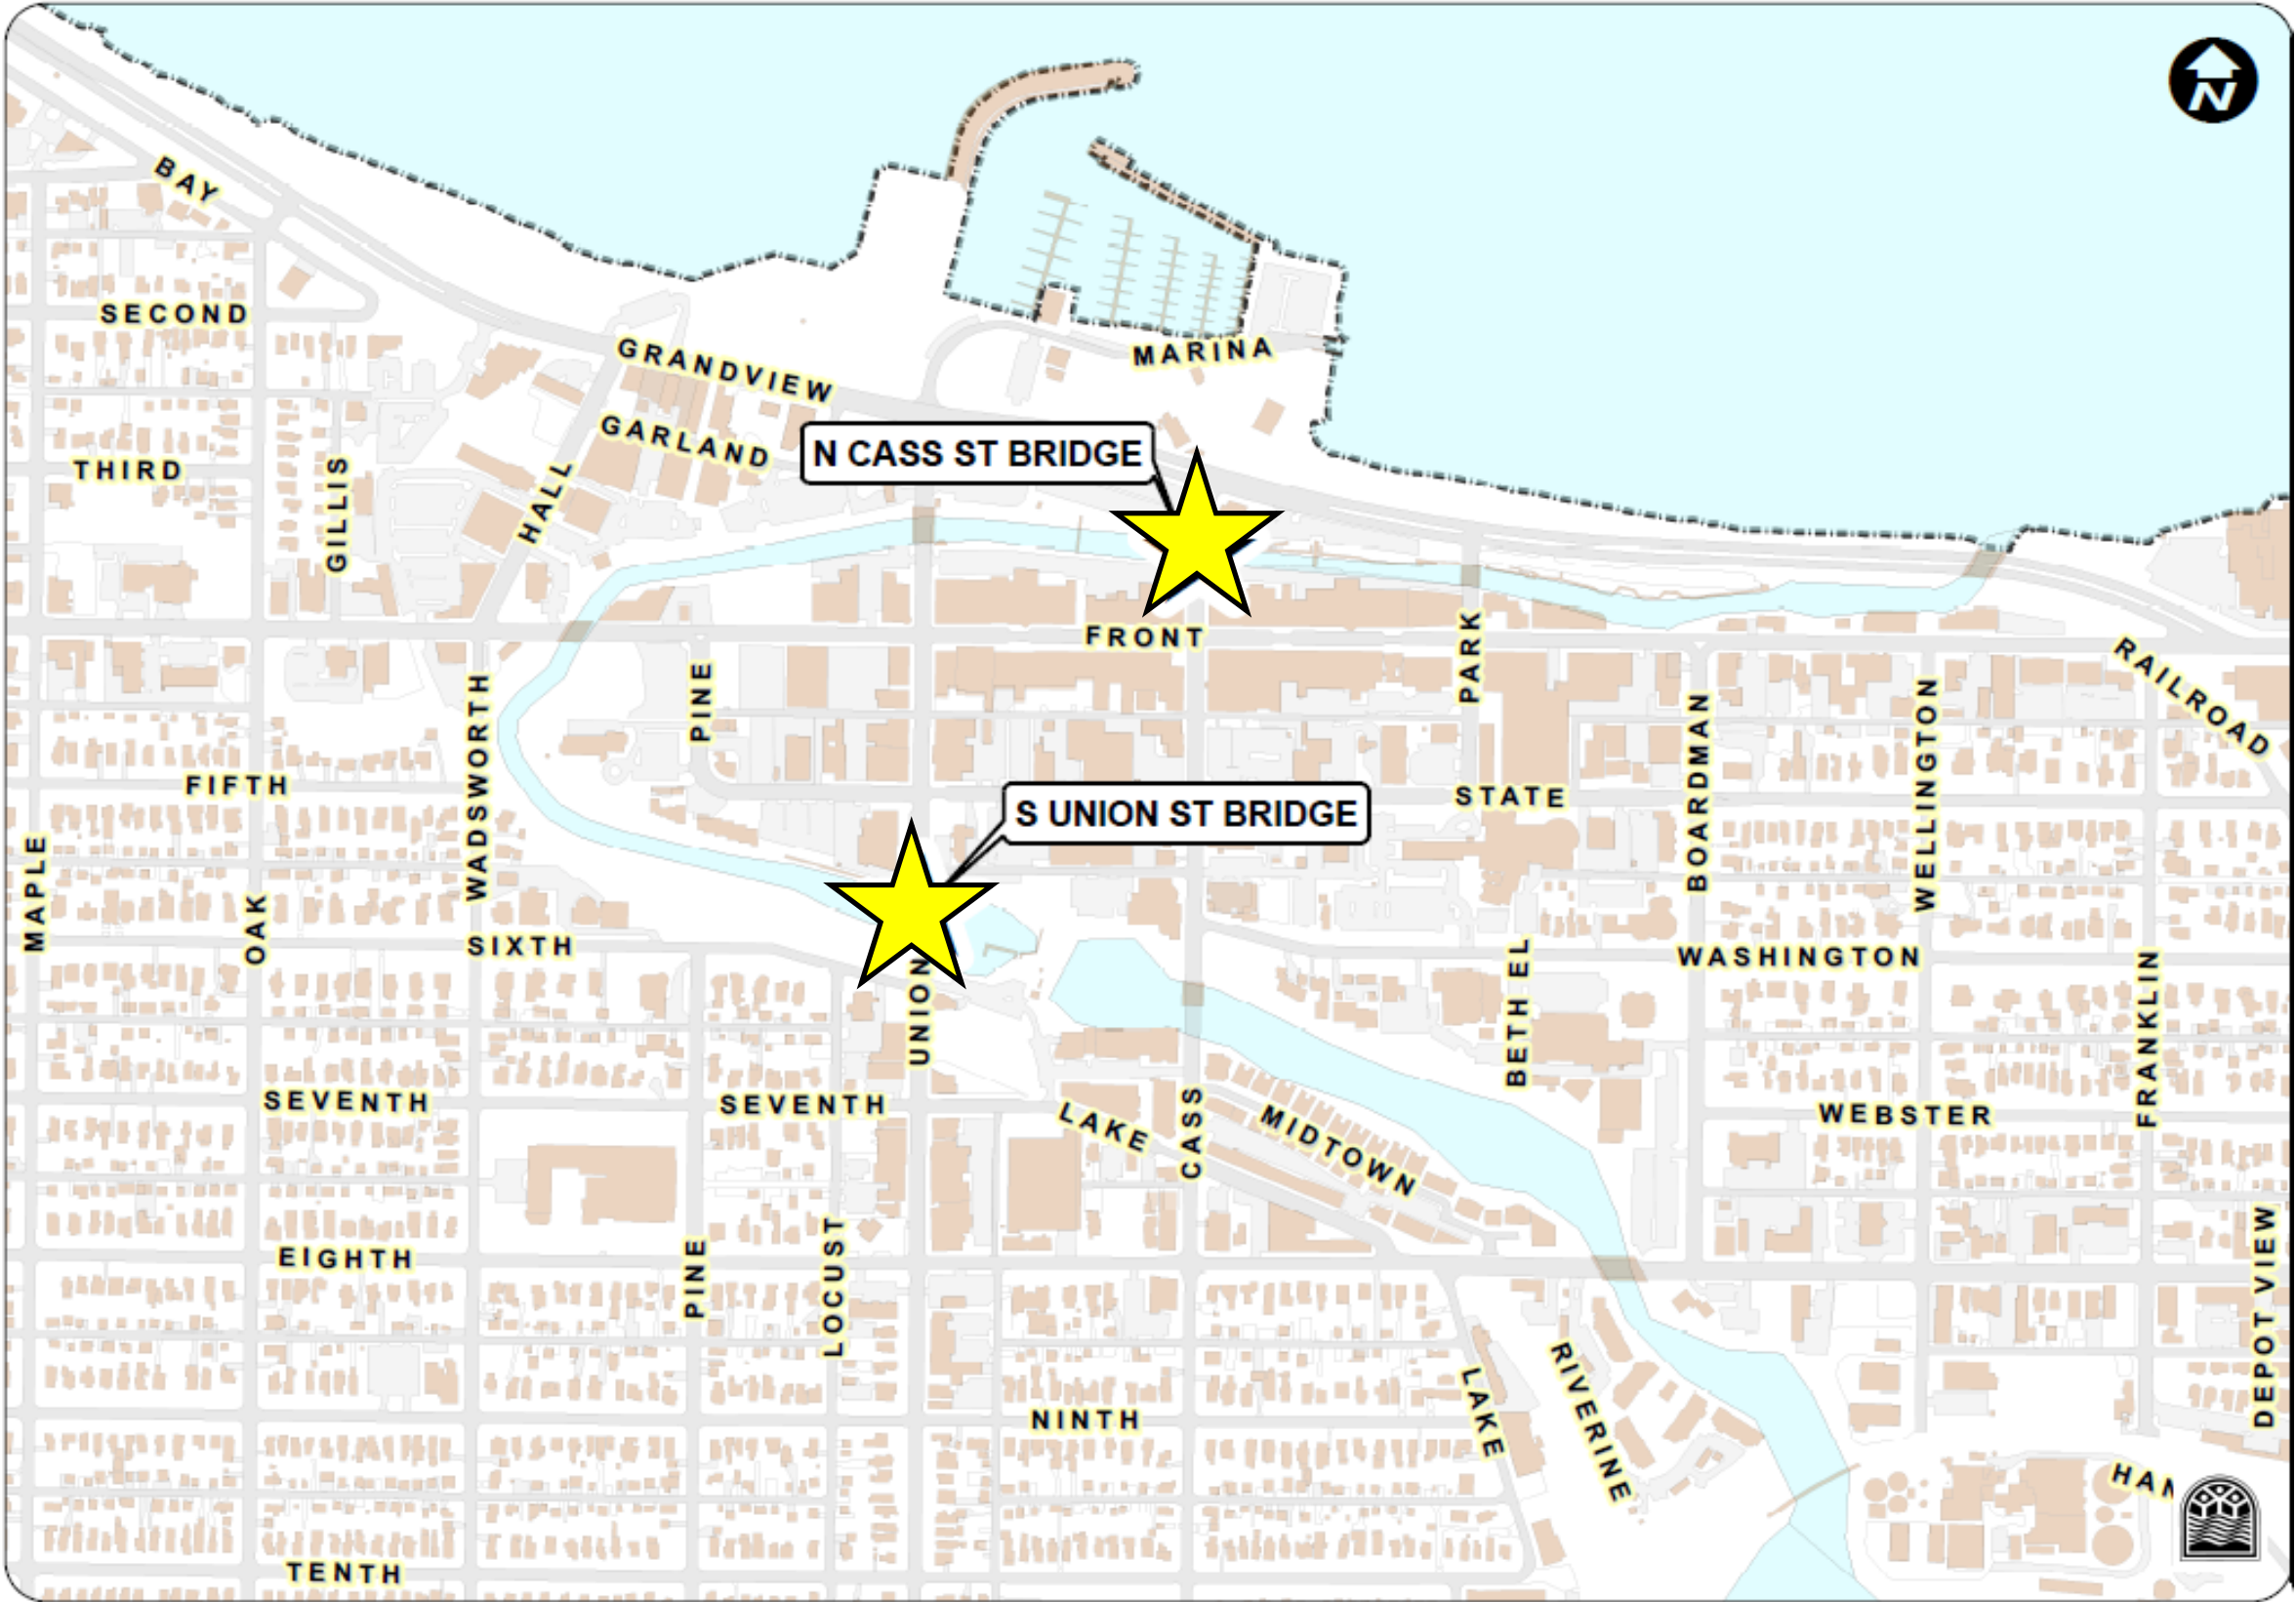 N
BAY
SECOND
GRANDVIEW
MARINA
GARLAND
N CASS ST BRIDGE
THIRD
GILLIS
HALL
FRONT
PARK
RAILROAD
PINE
WADSWORTH
BOARDMAN
WELLINGTON
FIFTH
STATE
S UNION ST BRIDGE
MAPLE
OAK
SIXTH
UNION
BETH EL
WASHINGTON
FRANKLIN
SEVENTH
SEVENTH
LAKE
CASS
MIDTOWN
WEBSTER
EIGHTH
PINE
LOCUST
DEPOT VIEW
NINTH
LAKE
RIVERINE
HAN
TENTH